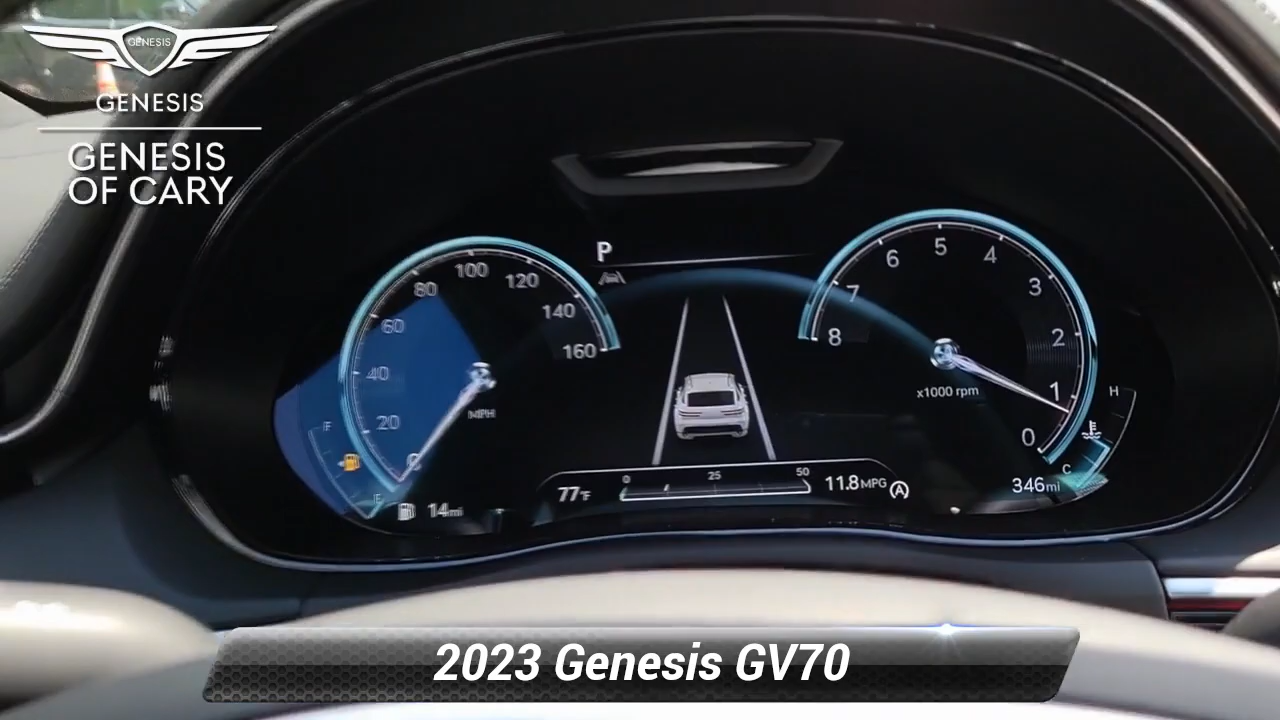 GENESIS
GENESIS
GENESIS
OF CARY
P
100
80
120
60
140
40
160
20
MPH
0
F
E
14mi
77°F
0
25
50
11.8MPG
A
5
6
4
7
3
8
2
x1000 rpm
1
0
H
C
346mi
2023 Genesis GV70